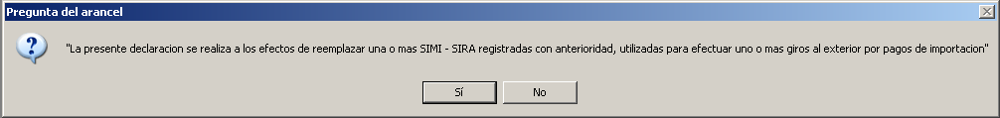 Pregunta del arancel
"La presente declaracion se realiza a los efectos de reemplazar una o mas SIMI - SIRA registradas con anterioridad, utilizadas para efectuar uno o mas giros al exterior por pagos de importacion"
Sí
No